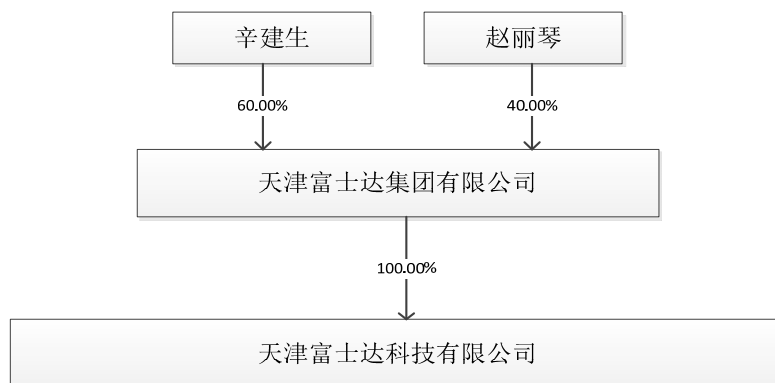 辛建生
赵丽琴
60.00%
40.00%
天津富士达集团有限公司
100.00%
天津富士达科技有限公司